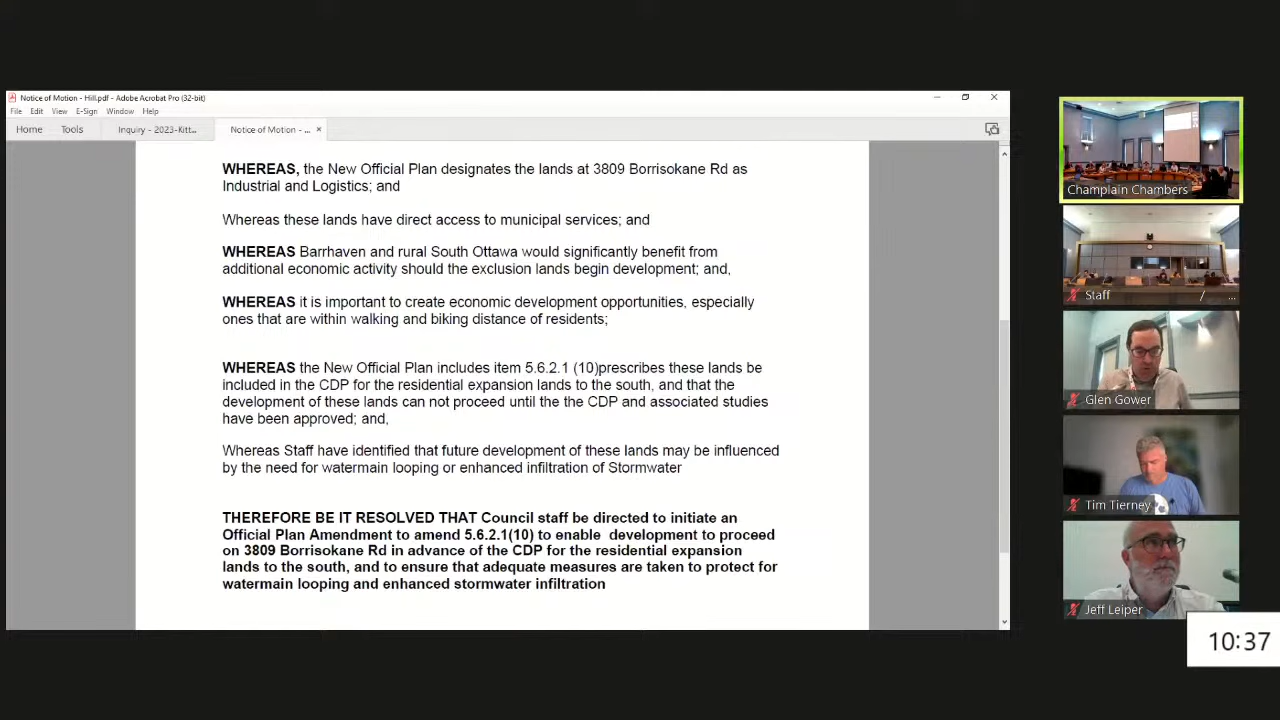 Notice of Motion - Hill.pdf - Adobe Acrobat Pro (32-bit)
File Edit View E-Sign Window Help
Home Tools Inquiry - 2023-Kitt... Notice of Motion - ... ×
WHEREAS, the New Official Plan designates the lands at 3809 Borrisokane Rd as
Industrial and Logistics; and
Whereas these lands have direct access to municipal services; and
WHEREAS Barrhaven and rural South Ottawa would significantly benefit from
additional economic activity should the exclusion lands begin development; and,
WHEREAS it is important to create economic development opportunities, especially
ones that are within walking and biking distance of residents;
WHEREAS the New Official Plan includes item 5.6.2.1 (10)prescribes these lands be
included in the CDP for the residential expansion lands to the south, and that the
development of these lands can not proceed until the the CDP and associated studies
have been approved; and,
Whereas Staff have identified that future development of these lands may be influenced
by the need for watermain looping or enhanced infiltration of Stormwater
THEREFORE BE IT RESOLVED THAT Council staff be directed to initiate an
Official Plan Amendment to amend 5.6.2.1(10) to enable development to proceed
on 3809 Borrisokane Rd in advance of the CDP for the residential expansion
lands to the south, and to ensure that adequate measures are taken to protect for
watermain looping and enhanced stormwater infiltration
Champlain Chambers
Staff / ...
Glen Gower
Tim Tierney
Jeff Leiper
10:37